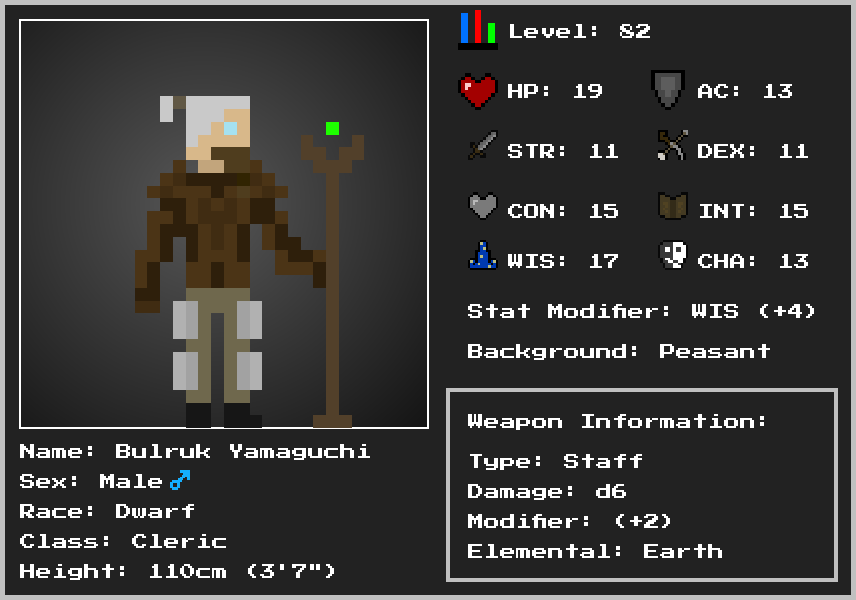 Level: 82
HP: 19 AC: 13
STR: 11 DEX: 11
CON: 15 INT: 15
WIS: 17 CHA: 13
Stat Modifier: WIS (+4)
Background: Peasant
Weapon Information:
Type: Staff
Damage: d6
Modifier: (+2)
Elemental: Earth
Name: Bulruk Yamaguchi
Sex: Male ♂
Race: Dwarf
Class: Cleric
Height: 110cm (3'7")